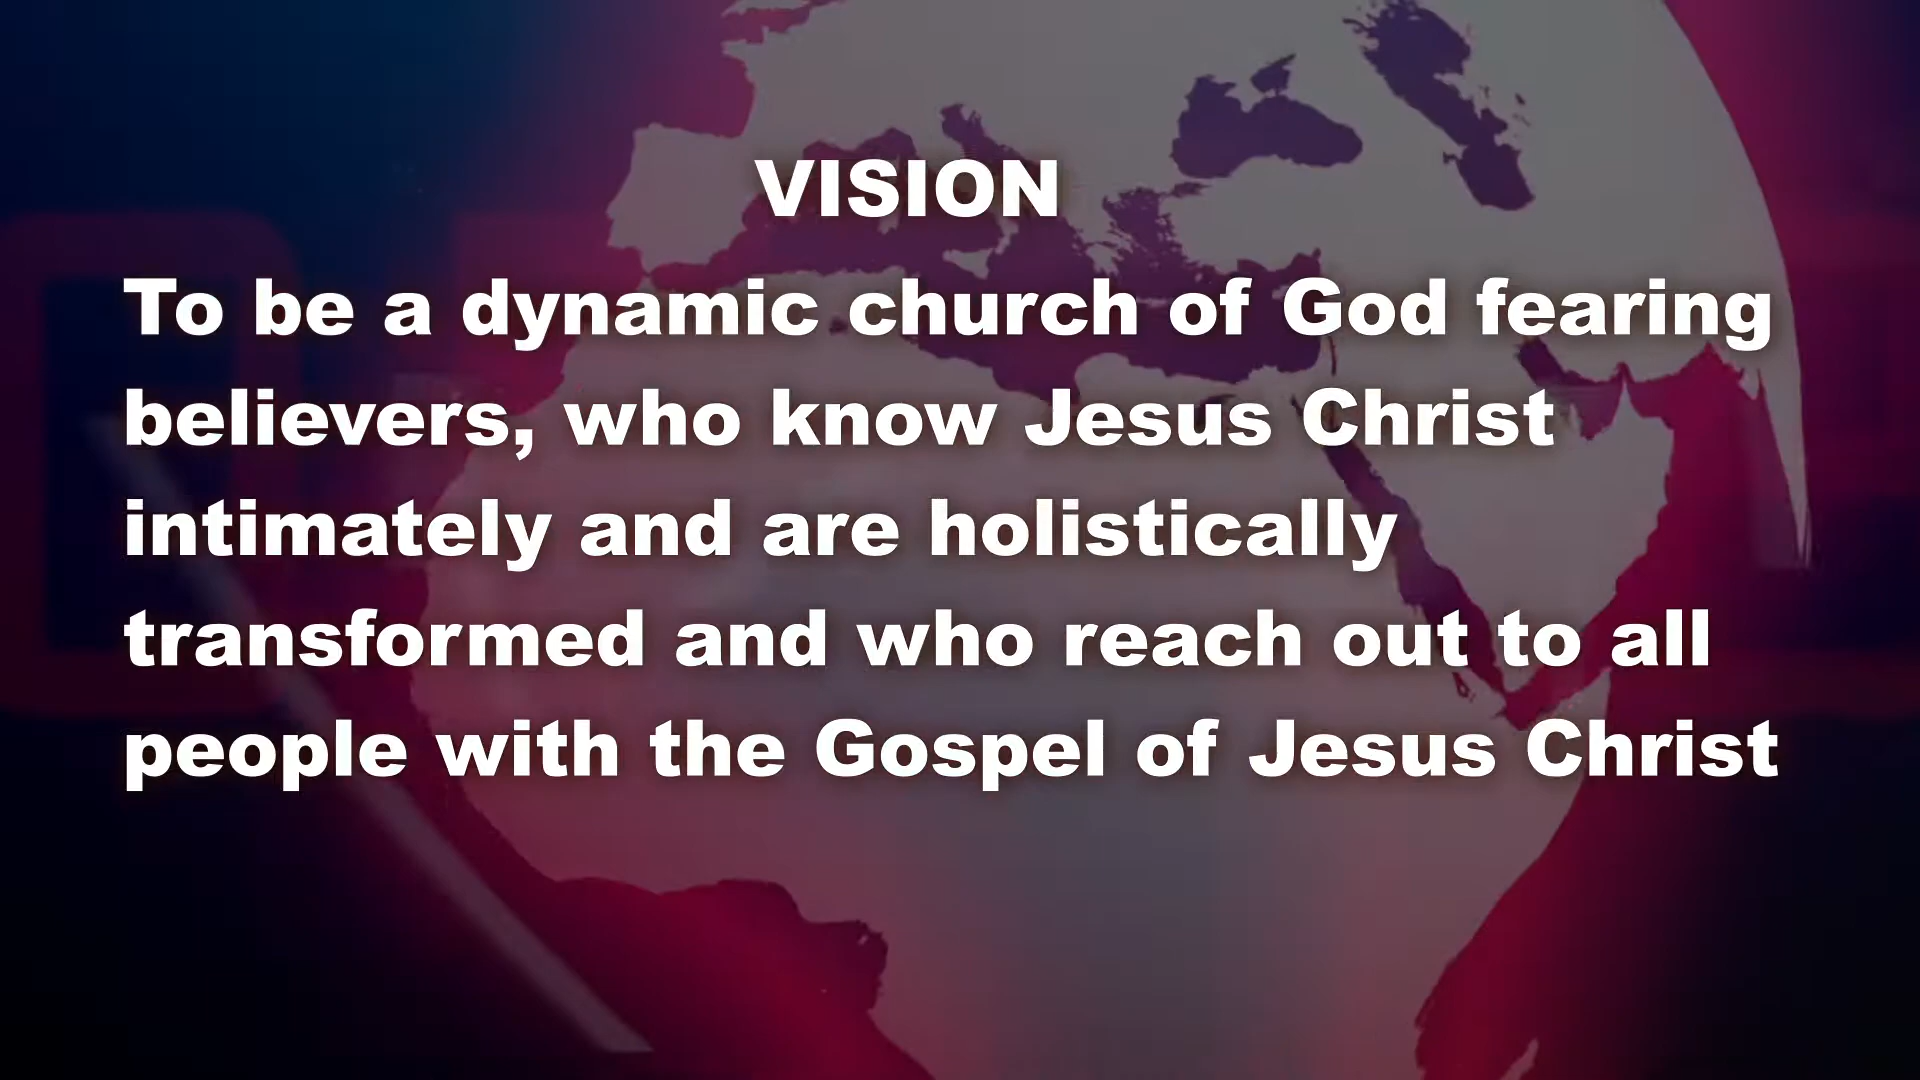 VISION
To be a dynamic church of God fearing
believers, who know Jesus Christ
intimately and are holistically
transformed and who reach out to all
people with the Gospel of Jesus Christ